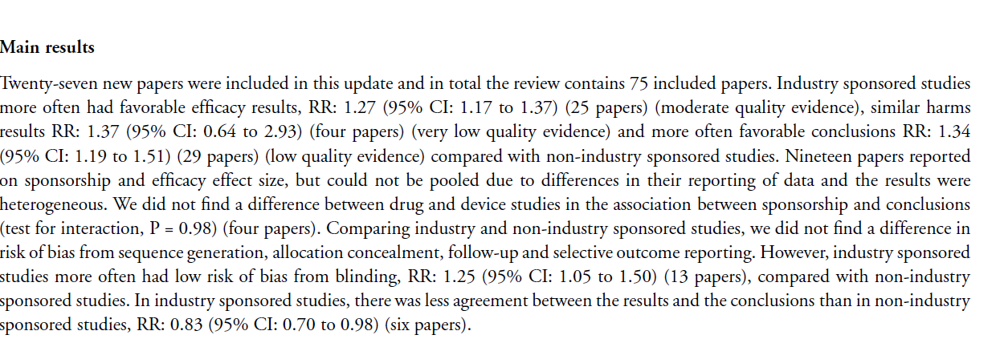 Main results
Twenty-seven new papers were included in this update and in total the review contains 75 included papers. Industry sponsored studies
more often had favorable efficacy results, RR: 1.27 (95% CI: 1.17 to 1.37) (25 papers) (moderate quality evidence), similar harms
results RR: 1.37 (95% CI: 0.64 to 2.93) (four papers) (very low quality evidence) and more often favorable conclusions RR: 1.34
(95% CI: 1.19 to 1.51) (29 papers) (low quality evidence) compared with non-industry sponsored studies. Nineteen papers reported
on sponsorship and efficacy effect size, but could not be pooled due to differences in their reporting of data and the results were
heterogeneous. We did not find a difference between drug and device studies in the association between sponsorship and conclusions
(test for interaction, P = 0.98) (four papers). Comparing industry and non-industry sponsored studies, we did not find a difference in
risk of bias from sequence generation, allocation concealment, follow-up and selective outcome reporting. However, industry sponsored
studies more often had low risk of bias from blinding, RR: 1.25 (95% CI: 1.05 to 1.50) (13 papers), compared with non-industry
sponsored studies. In industry sponsored studies, there was less agreement between the results and the conclusions than in non-industry
sponsored studies, RR: 0.83 (95% CI: 0.70 to 0.98) (six papers).